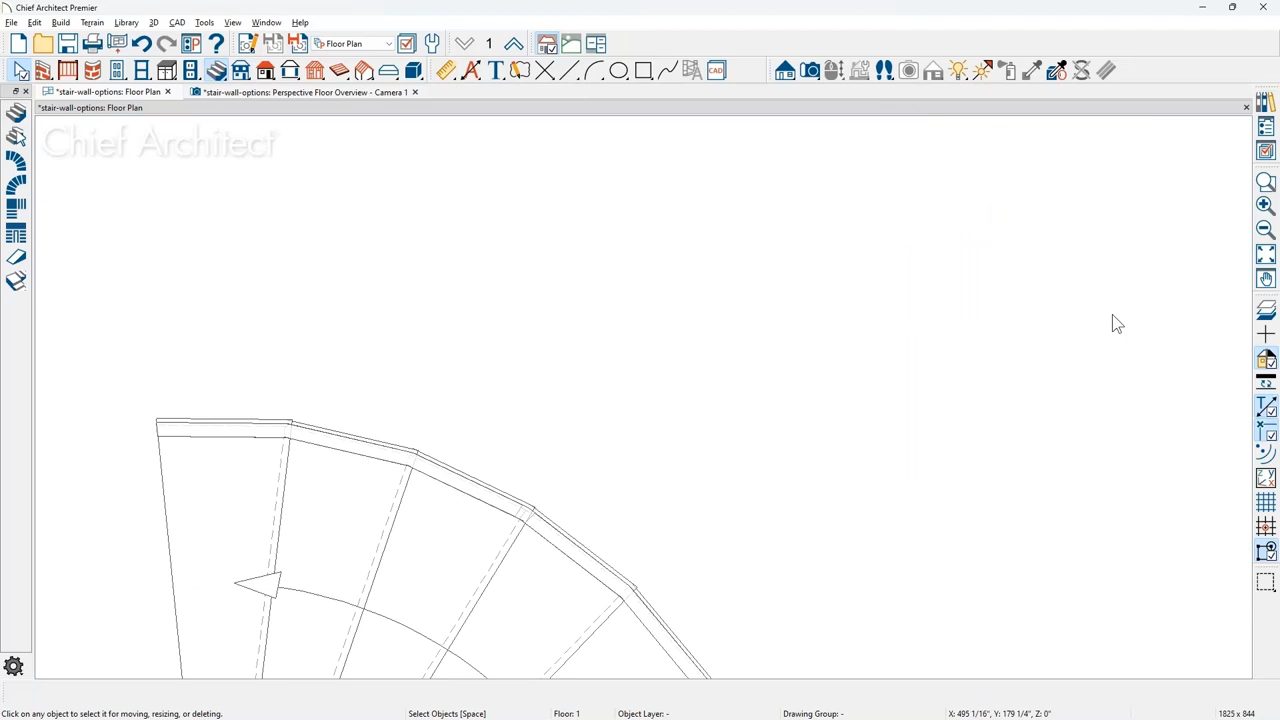 Chief Architect Premier
File Edit Build Terrain Library 3D CAD Tools View Window Help
Floor Plan 1
CAD
*stair-wall-options: Floor Plan *stair-wall-options: Perspective Floor Overview - Camera 1
*stair-wall-options: Floor Plan
Chief Architect
Click on any object to select it for moving, resizing, or deleting. Select Objects [Space] Floor: 1 Object Layer: - Drawing Group: - X: 495 1/16", Y: 179 1/4", Z: 0" 1825 x 844